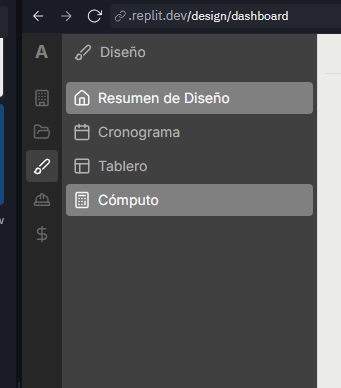 .replit.dev/design/dashboard
A
Diseño
Resumen de Diseño
Cronograma
Tablero
Cómputo
$